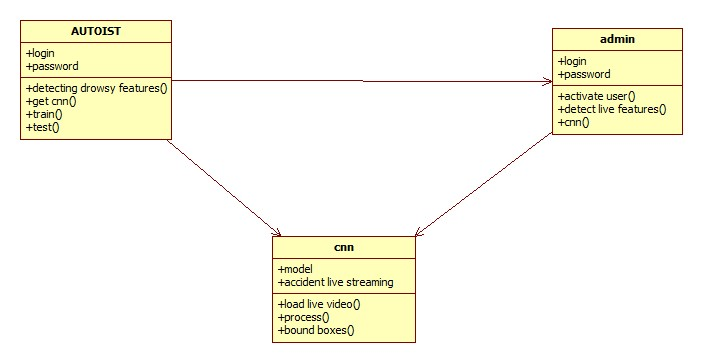 AUTOIST
+login
+password
+detecting drowsy features()
+get cnn()
+train()
+test()
admin
+login
+password
+activate user()
+detect live features()
+cnn()
cnn
+model
+accident live streaming
+load live video()
+process()
+bound boxes()